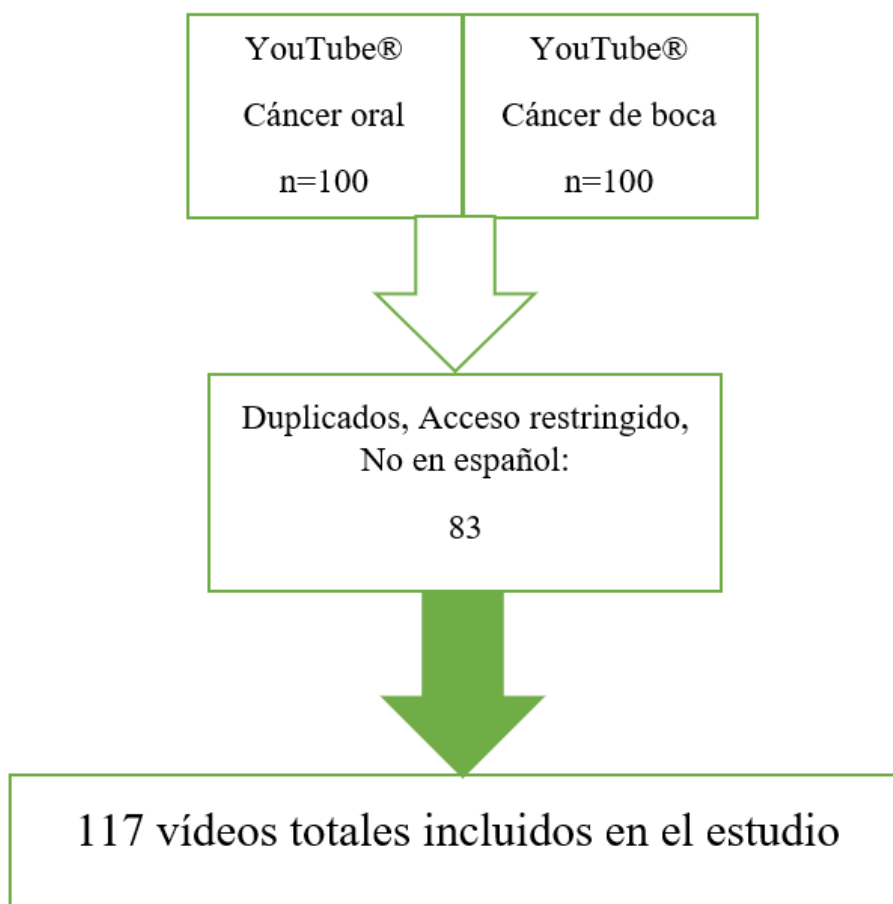 YouTube®
Cáncer oral
n=100
YouTube®
Cáncer de boca
n=100
Duplicados, Acceso restringido,
No en español:
83
117 vídeos totales incluidos en el estudio